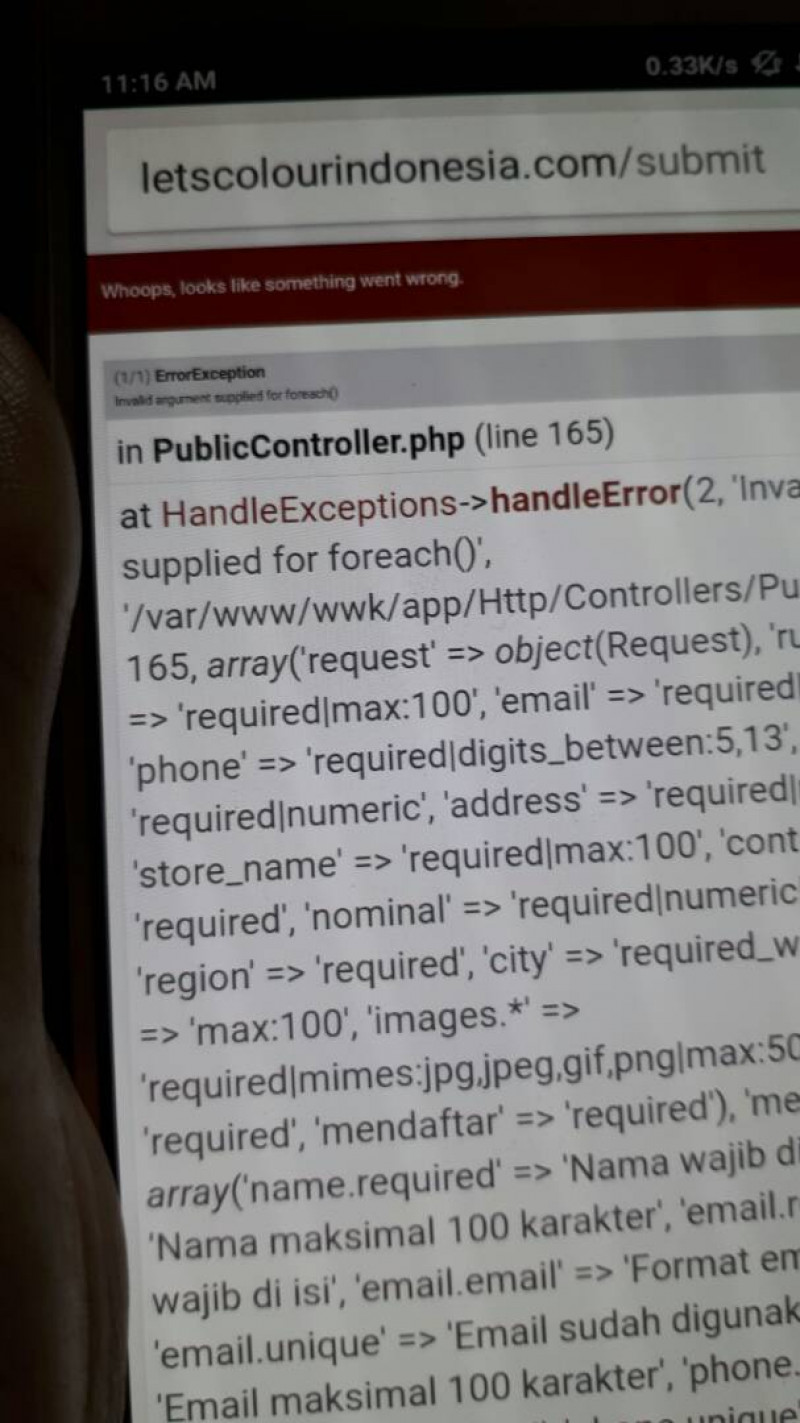 11:16 AM 0.33K/s
letscolourindonesia.com/submit
Whoops, looks like something went wrong.
(1/1) ErrorException
Invalid argument supplied for foreach()
in PublicController.php (line 165)
at HandleExceptions->handleError(2, 'Inva
supplied for foreach()',
'/var/www/wwk/app/Http/Controllers/Pu
165, array('request' => object(Request), 'ru
=> 'required|max:100', 'email' => 'required|
'phone' => 'required|digits_between:5,13',
'required|numeric', 'address' => 'required|
'store_name' => 'required|max:100', 'cont
'required', 'nominal' => 'required|numeric'
'region' => 'required', 'city' => 'required_w
=> 'max:100', 'images.*' =>
'required|mimes:jpg,jpeg,gif,png|max:50
'required', 'mendaftar' => 'required'), 'me
array('name.required' => 'Nama wajib di
'Nama maksimal 100 karakter', 'email.r
wajib di isi', 'email.email' => 'Format em
'email.unique' => 'Email sudah digunak
'Email maksimal 100 karakter', 'phone.
unique'